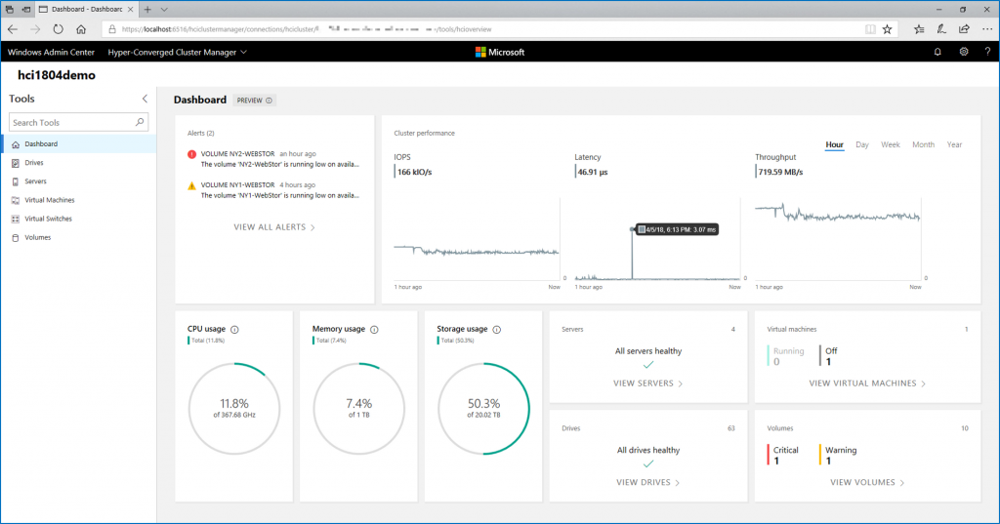 Dashboard - Dashboarc
https://localhost:6516/hciclustermanager/connections/hcicluster/ ~/tools/hcioverview
Windows Admin Center Hyper-Converged Cluster Manager Microsoft
hci1804demo
Tools
Search Tools
Dashboard
Drives
Servers
Virtual Machines
Virtual Switches
Volumes
Dashboard PREVIEW
Alerts (2)
VOLUME NY2-WEBSTOR an hour ago
The volume 'NY2-WebStor' is running low on availa...
VOLUME NY1-WEBSTOR 4 hours ago
The volume 'NY1-WebStor' is running low on availa...
VIEW ALL ALERTS
Cluster performance
Hour Day Week Month Year
IOPS
166 kIO/s
0
1 hour ago Now
Latency
46.91 μs
4/5/18, 6:13 PM: 3.07 ms
0
1 hour ago Now
Throughput
719.59 MB/s
0
1 hour ago Now
CPU usage
Total (11.8%)
11.8%
of 367.68 GHz
Memory usage
Total (7.4%)
7.4%
of 1 TB
Storage usage
Total (50.3%)
50.3%
of 20.02 TB
Servers 4
All servers healthy
VIEW SERVERS
Virtual machines 1
Running Off
0 1
VIEW VIRTUAL MACHINES
Drives 63
All drives healthy
VIEW DRIVES
Volumes 10
Critical Warning
1 1
VIEW VOLUMES